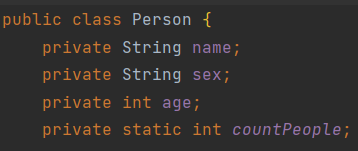 public class Person {
    private String name;
    private String sex;
    private int age;
    private static int countPeople;